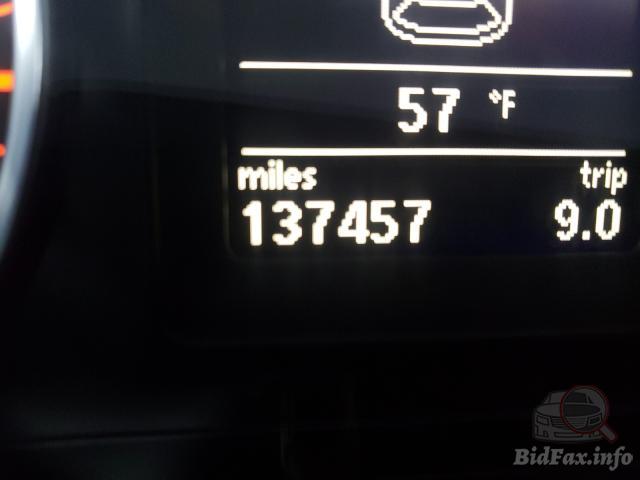 57 °F
miles trip
137457 9.0
BidFax.info